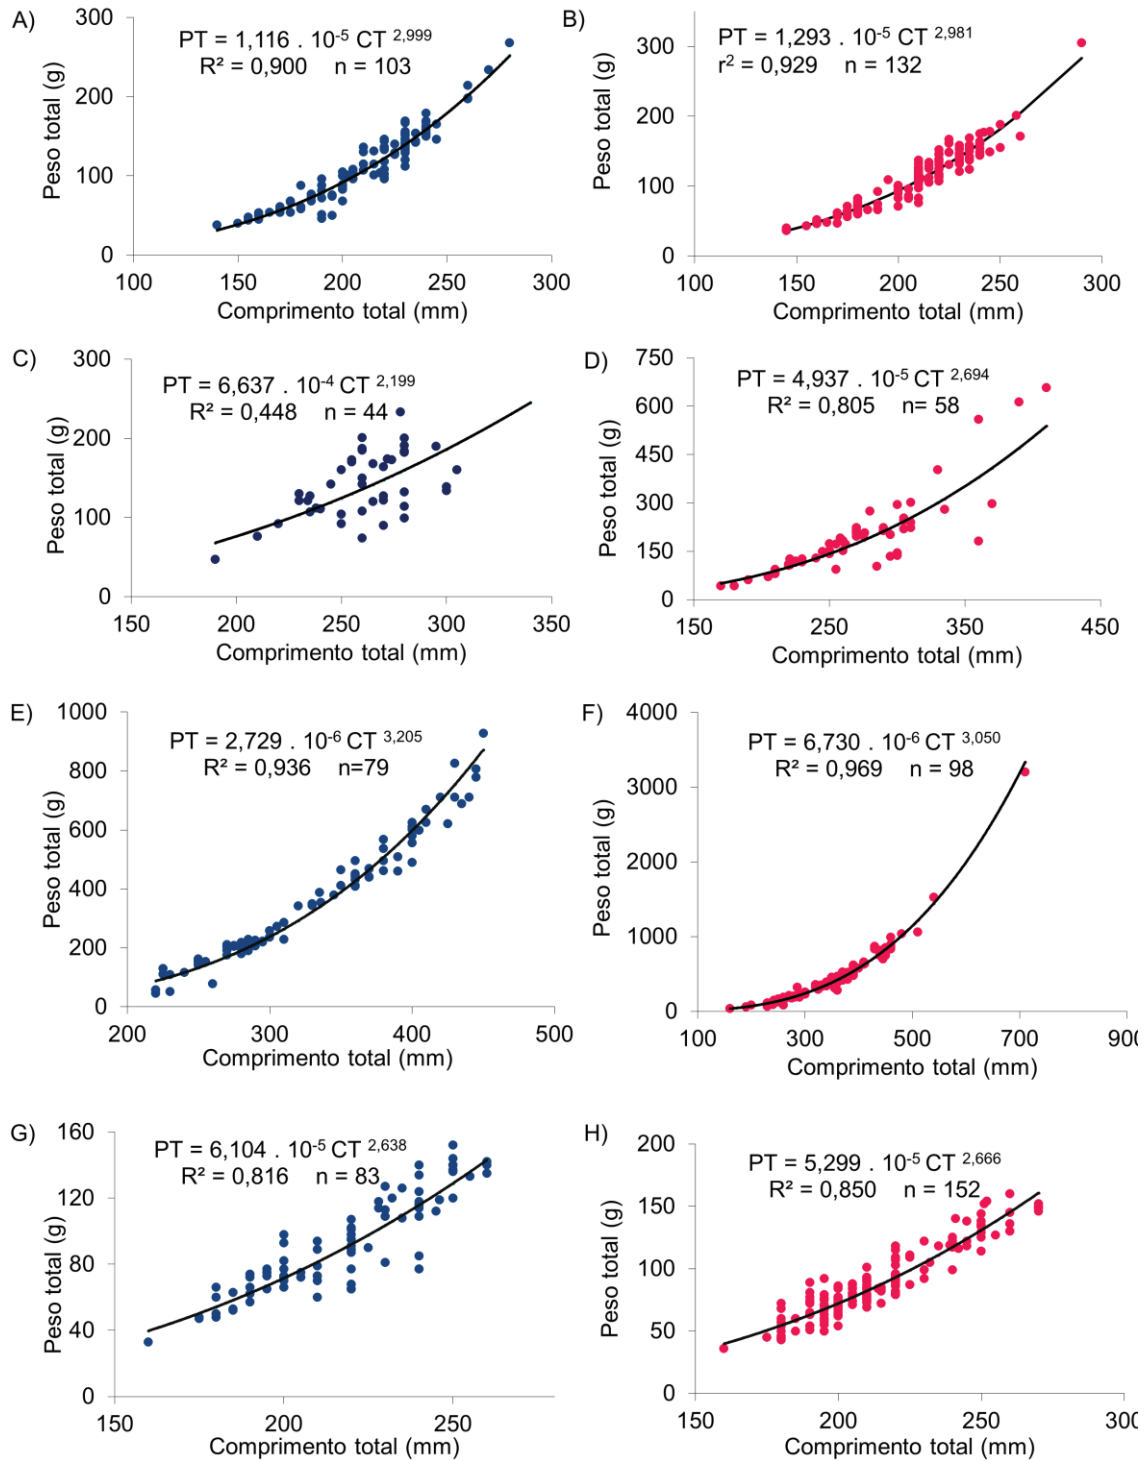 A)
PT = 1,116 . 10⁻⁵ CT ²,⁹⁹⁹
R² = 0,900 n = 103
Peso total (g)
300
200
100
0
100 150 200 250 300
Comprimento total (mm)
B)
PT = 1,293 . 10⁻⁵ CT ²,⁹⁸¹
r² = 0,929 n = 132
Peso total (g)
300
200
100
0
100 150 200 250 300
Comprimento total (mm)
C)
PT = 6,637 . 10⁻⁴ CT ²,¹⁹⁹
R² = 0,448 n = 44
Peso total (g)
300
200
100
0
150 200 250 300 350
Comprimento total (mm)
D)
PT = 4,937 . 10⁻⁵ CT ²,⁶⁹⁴
R² = 0,805 n= 58
Peso total (g)
750
600
450
300
150
0
150 250 350 450
Comprimento total (mm)
E)
PT = 2,729 . 10⁻⁶ CT ³,²⁰⁵
R² = 0,936 n=79
Peso total (g)
1000
800
600
400
200
0
200 300 400 500
Comprimento total (mm)
F)
PT = 6,730 . 10⁻⁶ CT ³,⁰⁵⁰
R² = 0,969 n = 98
Peso total (g)
4000
3000
2000
1000
0
100 300 500 700 900
Comprimento total (mm)
G)
PT = 6,104 . 10⁻⁵ CT ²,⁶³⁸
R² = 0,816 n = 83
Peso total (g)
160
120
80
40
0
150 200 250
Comprimento total (mm)
H)
PT = 5,299 . 10⁻⁵ CT ²,⁶⁶⁶
R² = 0,850 n = 152
Peso total (g)
200
150
100
50
0
150 200 250 300
Comprimento total (mm)